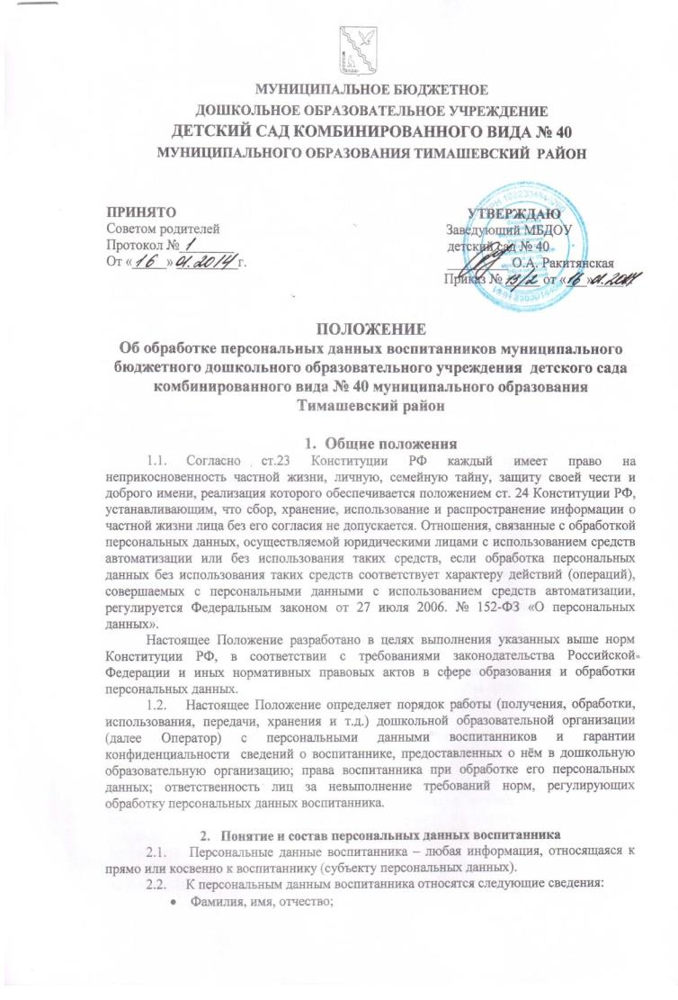 МУНИЦИПАЛЬНОЕ БЮДЖЕТНОЕ
ДОШКОЛЬНОЕ ОБРАЗОВАТЕЛЬНОЕ УЧРЕЖДЕНИЕ
ДЕТСКИЙ САД КОМБИНИРОВАННОГО ВИДА № 40
МУНИЦИПАЛЬНОГО ОБРАЗОВАНИЯ ТИМАШЕВСКИЙ РАЙОН
ПРИНЯТО
Советом родителей
Протокол № 1
От « 16 » 01.2014 г.
УТВЕРЖДАЮ
Заведующий МБДОУ
детский сад № 40
О.А. Ракитянская
Приказ № 13/2 от « 16 » 01.2014
ПОЛОЖЕНИЕ
Об обработке персональных данных воспитанников муниципального
бюджетного дошкольного образовательного учреждения детского сада
комбинированного вида № 40 муниципального образования
Тимашевский район
1. Общие положения
1.1. Согласно ст.23 Конституции РФ каждый имеет право на
неприкосновенность частной жизни, личную, семейную тайну, защиту своей чести и
доброго имени, реализация которого обеспечивается положением ст. 24 Конституции РФ,
устанавливающим, что сбор, хранение, использование и распространение информации о
частной жизни лица без его согласия не допускается. Отношения, связанные с обработкой
персональных данных, осуществляемой юридическими лицами с использованием средств
автоматизации или без использования таких средств, если обработка персональных
данных без использования таких средств соответствует характеру действий (операций),
совершаемых с персональными данными с использованием средств автоматизации,
регулируется Федеральным законом от 27 июля 2006. № 152-ФЗ «О персональных
данных».
Настоящее Положение разработано в целях выполнения указанных выше норм
Конституции РФ, в соответствии с требованиями законодательства Российской
Федерации и иных нормативных правовых актов в сфере образования и обработки
персональных данных.
1.2. Настоящее Положение определяет порядок работы (получения, обработки,
использования, передачи, хранения и т.д.) дошкольной образовательной организации
(далее Оператор) с персональными данными воспитанников и гарантии
конфиденциальности сведений о воспитаннике, предоставленных о нём в дошкольную
образовательную организацию; права воспитанника при обработке его персональных
данных; ответственность лиц за невыполнение требований норм, регулирующих
обработку персональных данных воспитанника.
2. Понятие и состав персональных данных воспитанника
2.1. Персональные данные воспитанника – любая информация, относящаяся к
прямо или косвенно к воспитаннику (субъекту персональных данных).
2.2. К персональным данным воспитанника относятся следующие сведения:
• Фамилия, имя, отчество;